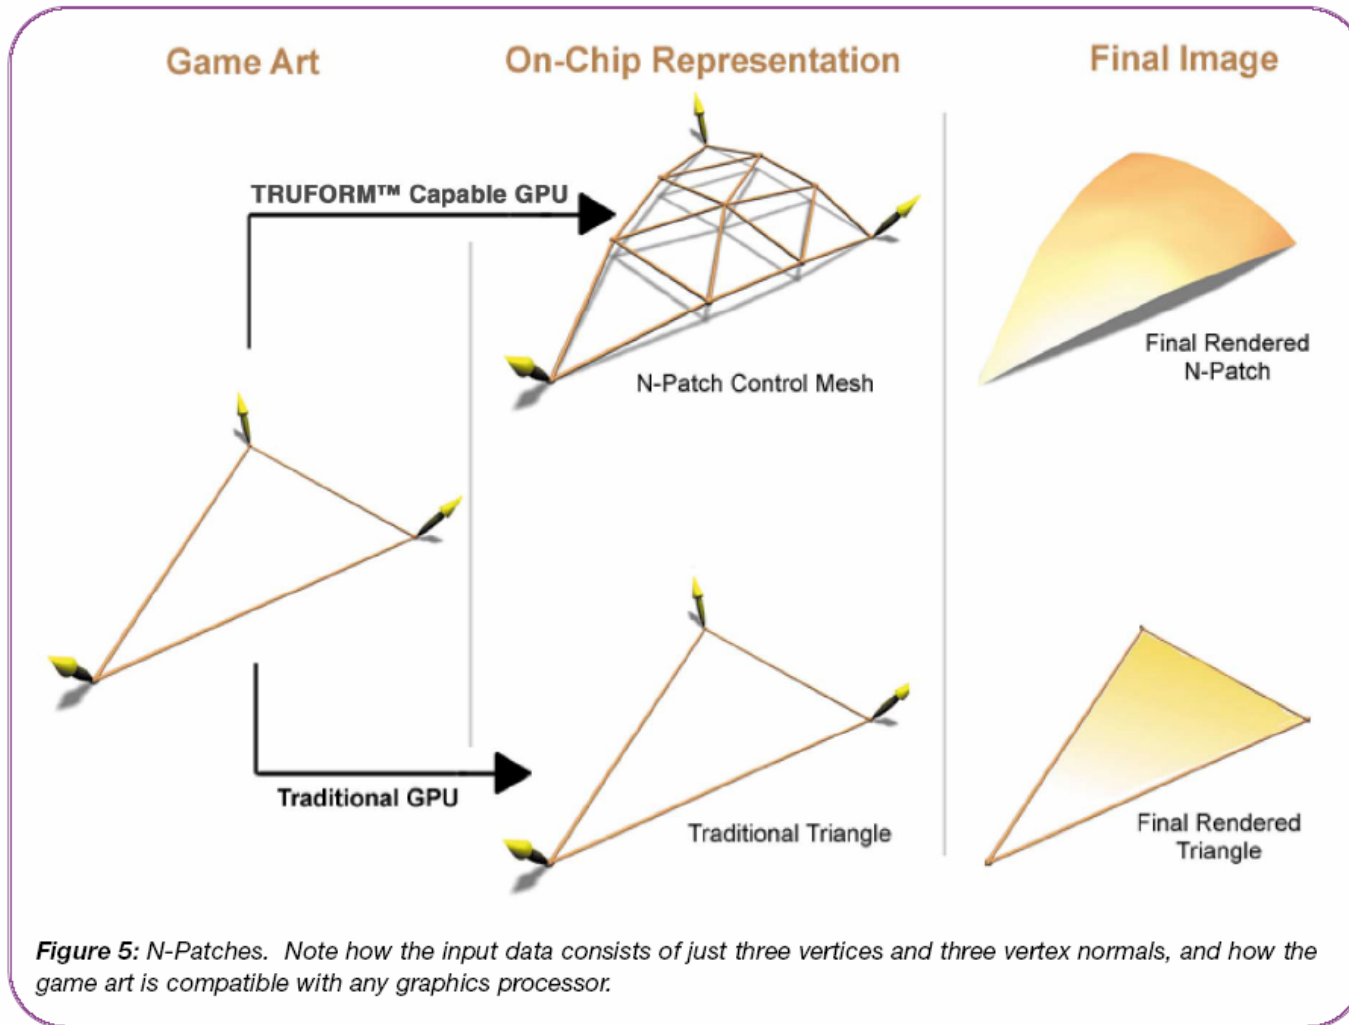 Game Art
On-Chip Representation
Final Image
TRUFORM™ Capable GPU
N-Patch Control Mesh
Final Rendered
N-Patch
Traditional GPU
Traditional Triangle
Final Rendered
Triangle
Figure 5: N-Patches. Note how the input data consists of just three vertices and three vertex normals, and how the
game art is compatible with any graphics processor.